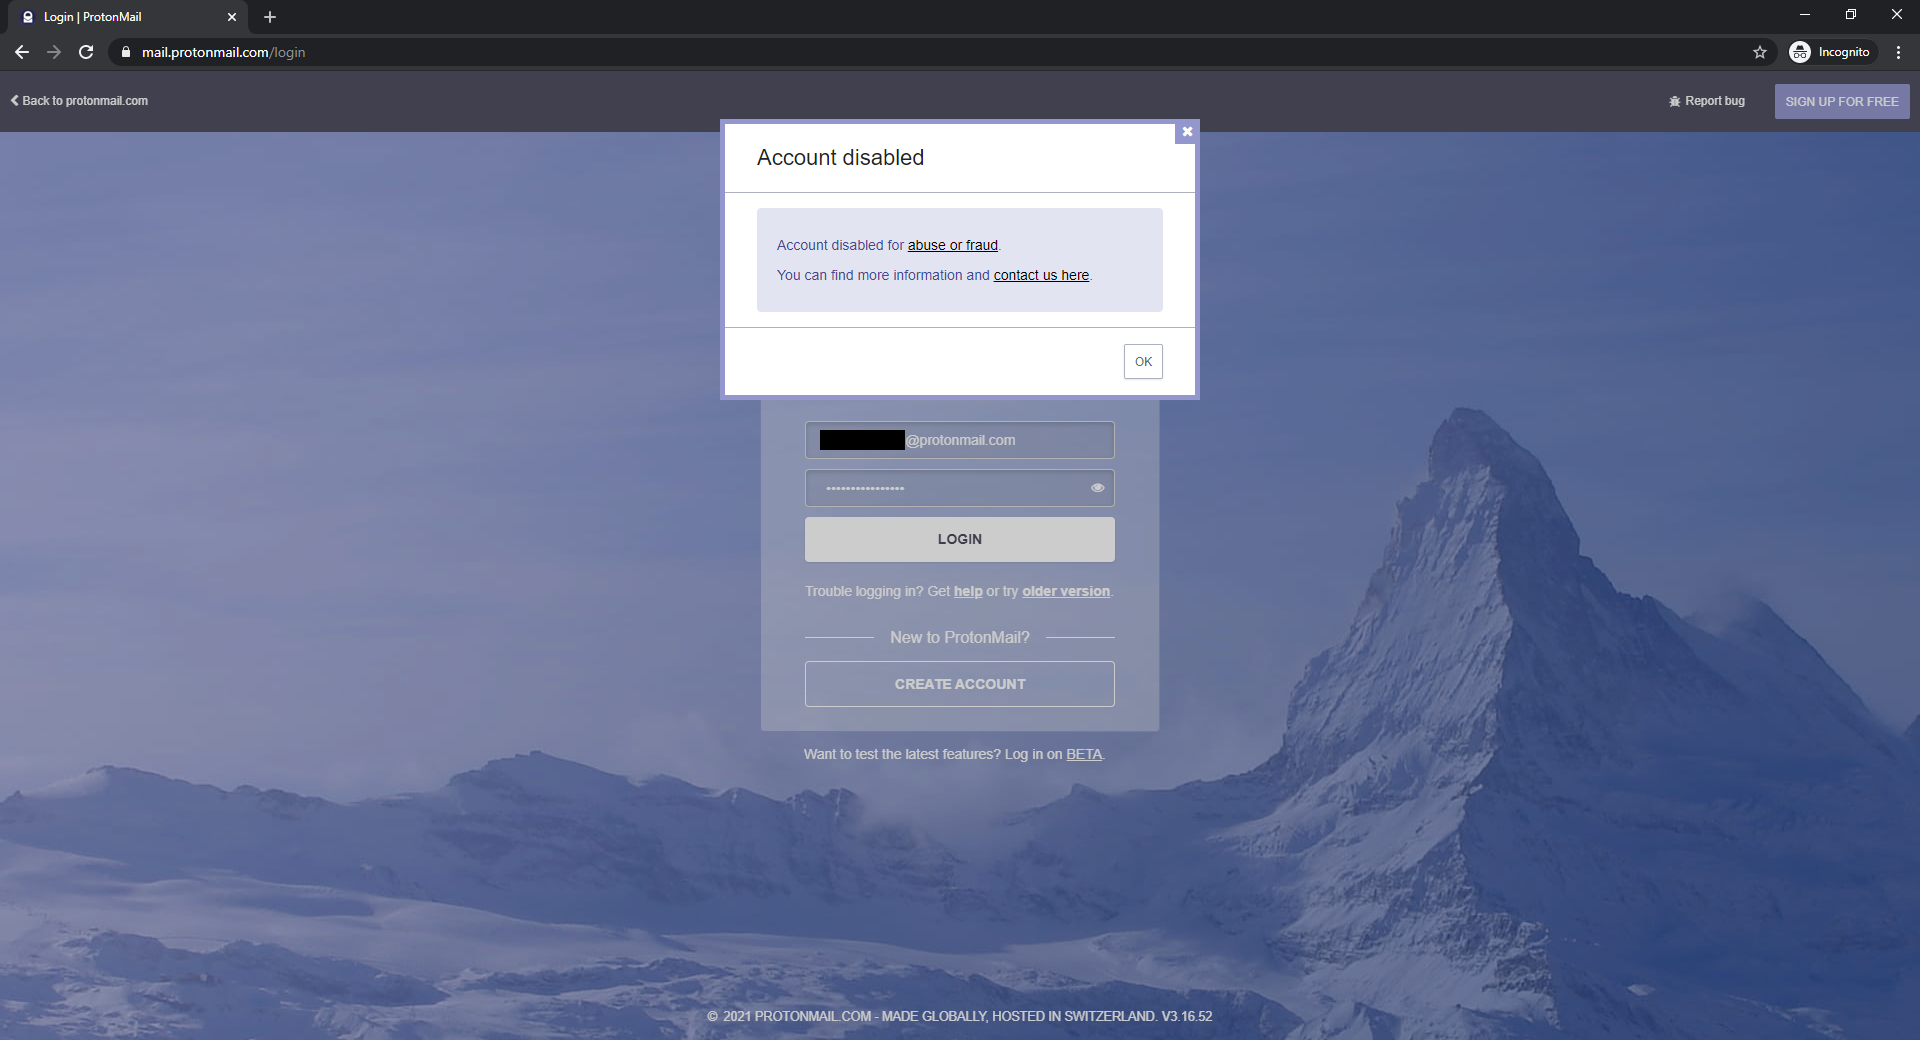 Login | ProtonMail
mail.protonmail.com/login
Incognito
Back to protonmail.com
Report bug
SIGN UP FOR FREE
Account disabled
Account disabled for abuse or fraud.
You can find more information and contact us here.
OK
@protonmail.com
LOGIN
Trouble logging in? Get help or try older version.
New to ProtonMail?
CREATE ACCOUNT
Want to test the latest features? Log in on BETA.
© 2021 PROTONMAIL.COM - MADE GLOBALLY, HOSTED IN SWITZERLAND. V3.16.52